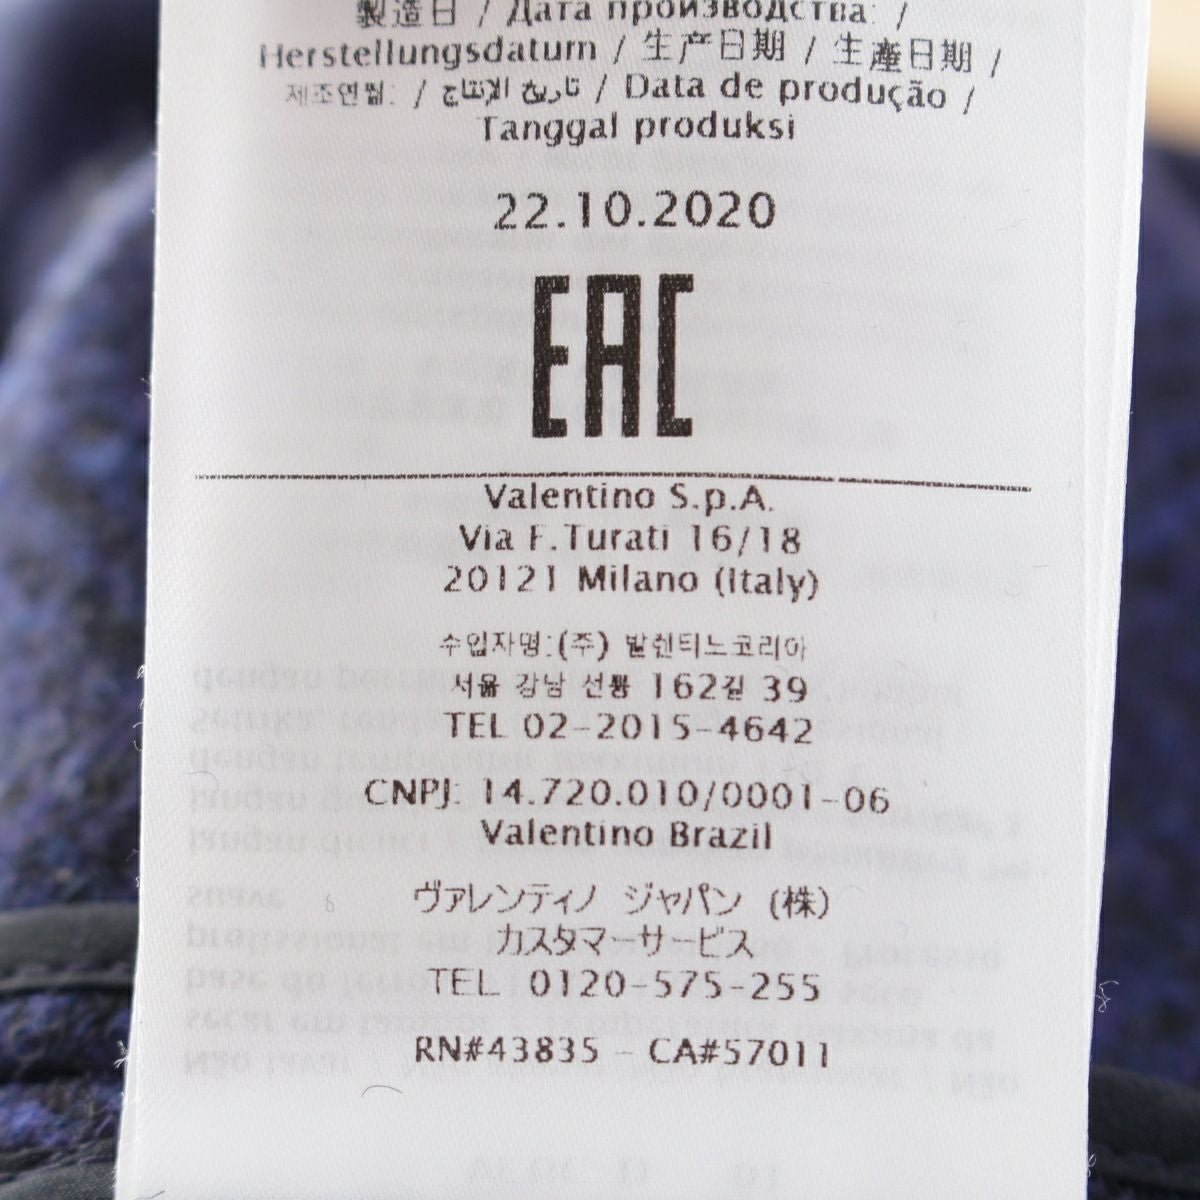 製造日 / Дата производства: /
Herstellungsdatum / 生产日期 / 生產日期 /
제조연월: / تاريخ الإنتاج / Data de produção /
Tanggal produksi
22.10.2020
EAC
Valentino S.p.A.
Via F.Turati 16/18
20121 Milano (Italy)
수입자명:(주) 발렌티노코리아
서울 강남 선릉 162길 39
TEL 02-2015-4642
CNPJ: 14.720.010/0001-06
Valentino Brazil
ヴァレンティノ ジャパン (株)
カスタマーサービス
TEL 0120-575-255
RN#43835 - CA#57011